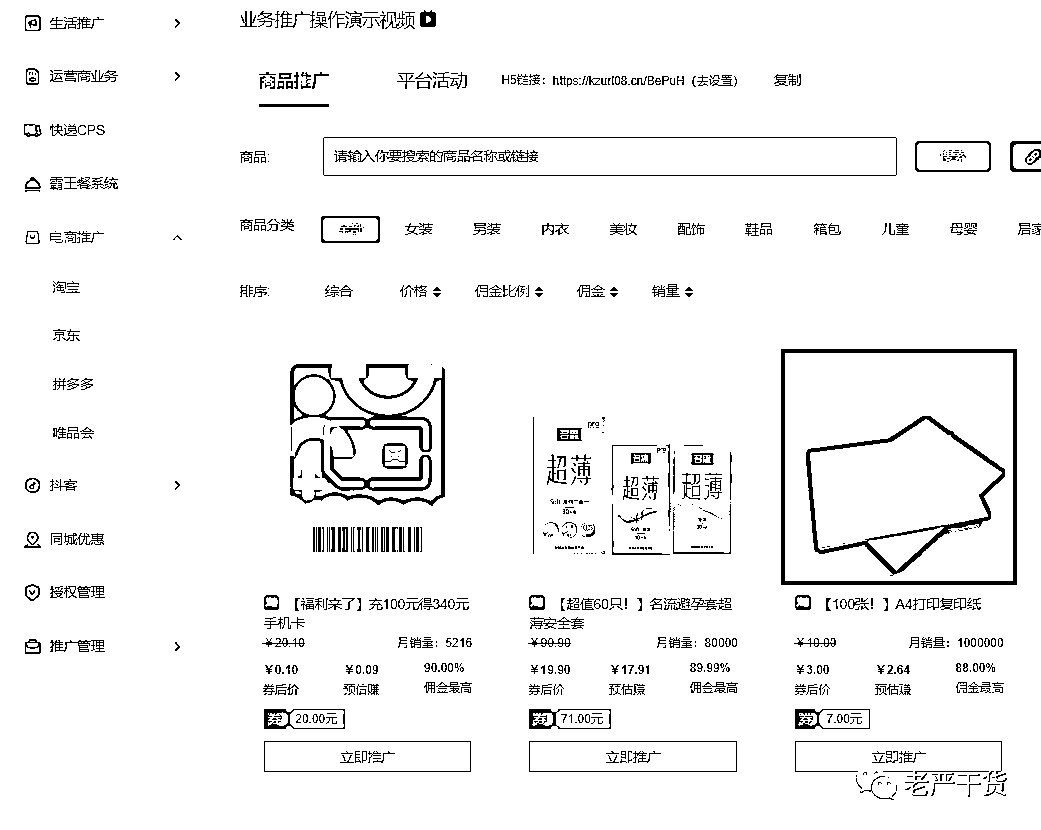 生活推广
运营商业务
快递CPS
霸王餐系统
电商推广
淘宝
京东
拼多多
唯品会
抖客
同城优惠
授权管理
推广管理
业务推广操作演示视频
商品推广 平台活动 H5链接: https://kzurl08.cn/BePuH (去设置) 复制
商品: 请输入你要搜索的商品名称或链接
商品分类 女装 男装 内衣 美妆 配饰 鞋品 箱包 儿童 母婴 居家
排序: 综合 价格 佣金比例 佣金 销量
超薄
超薄
超薄
【福利来了】充100元得340元
手机卡
¥20.10 月销量: 5216
¥0.10 ¥0.09 90.00%
券后价 预估赚 佣金最高
券 20.00元
立即推广
【超值60只！】名流避孕套超
薄安全套
¥90.90 月销量: 80000
¥19.90 ¥17.91 89.99%
券后价 预估赚 佣金最高
券 71.00元
立即推广
【100张！】A4打印复印纸
¥10.00 月销量: 1000000
¥3.00 ¥2.64 88.00%
券后价 预估赚 佣金最高
券 7.00元
立即推广
老严干货